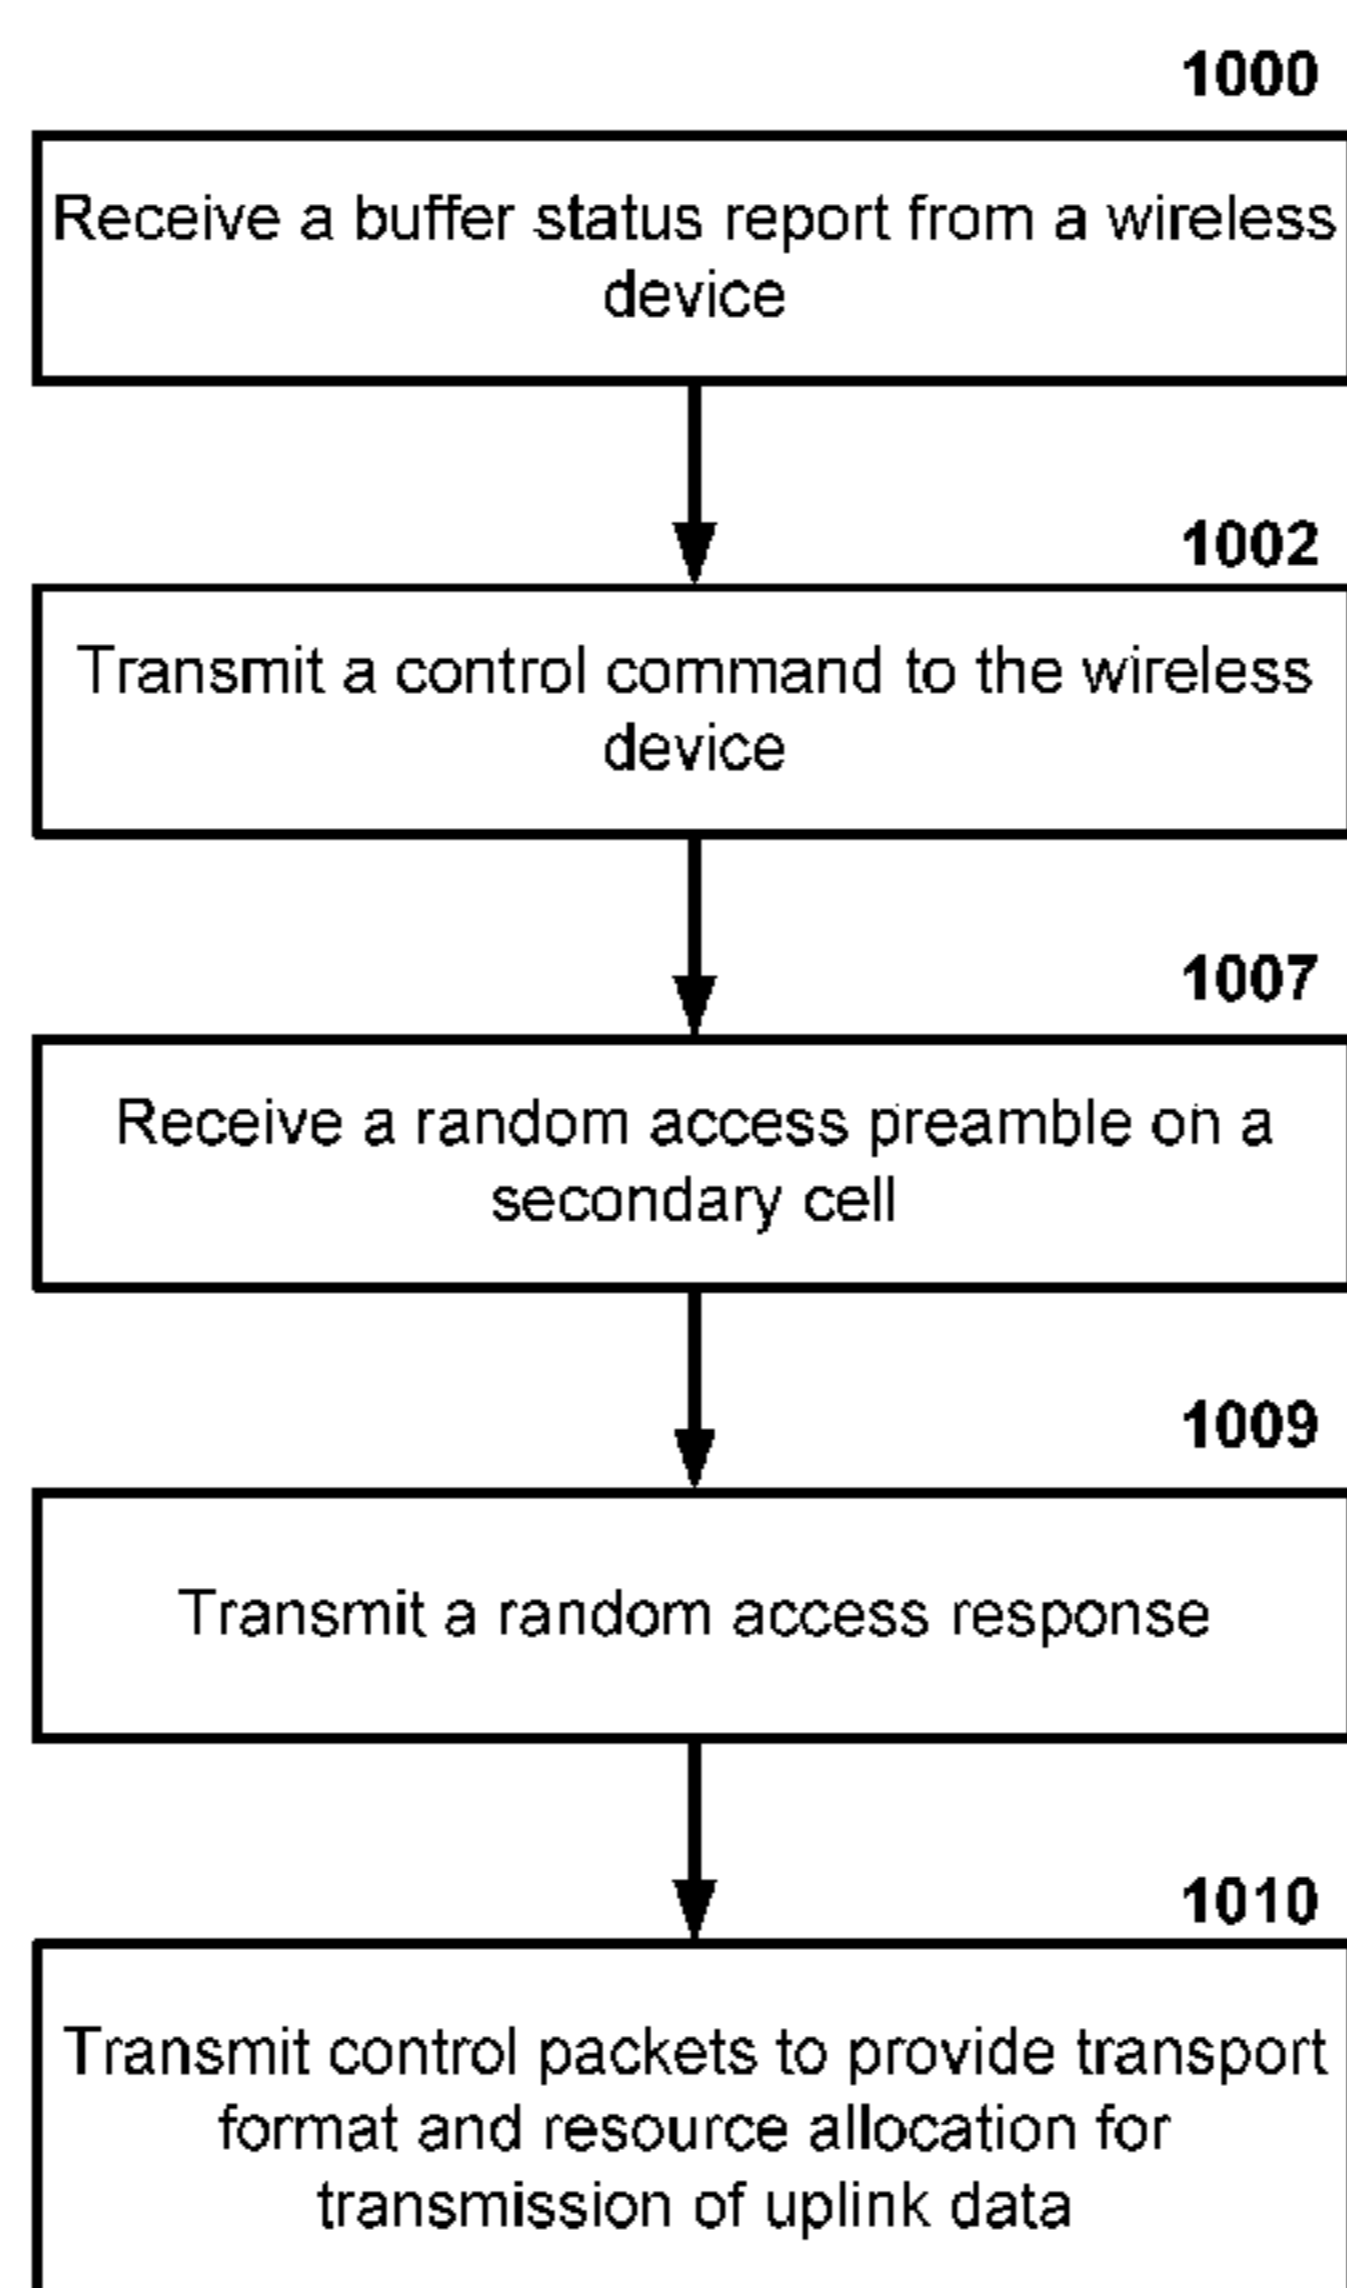 1000
Receive a buffer status report from a wireless
device
1002
Transmit a control command to the wireless
device
1007
Receive a random access preamble on a
secondary cell
1009
Transmit a random access response
1010
Transmit control packets to provide transport
format and resource allocation for
transmission of uplink data